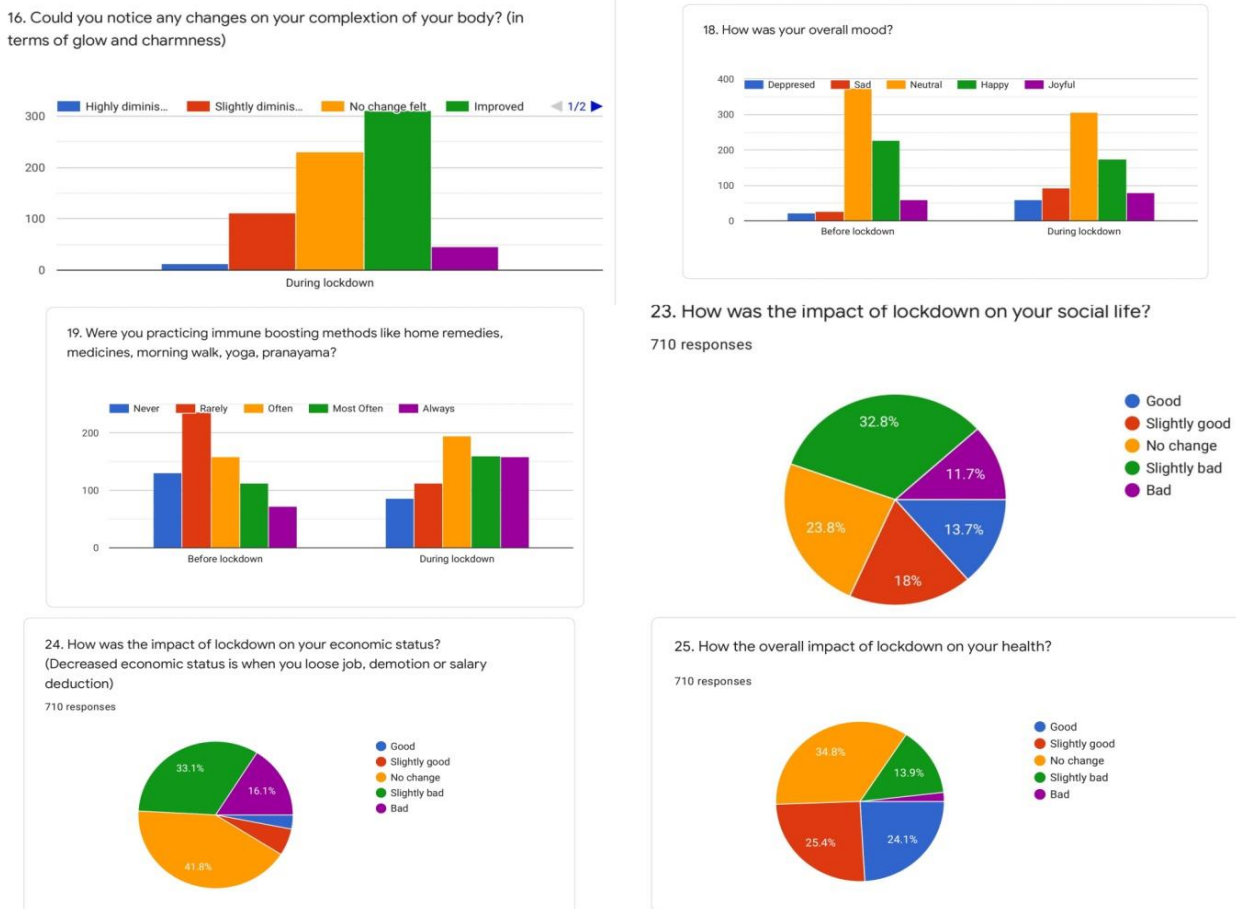 16. Could you notice any changes on your complextion of your body? (in
terms of glow and charmness)
Highly diminis...
Slightly diminis...
No change felt
Improved
1/2
300
200
100
0
During lockdown
18. How was your overall mood?
400
Deppresed
Sad
Neutral
Happy
Joyful
300
200
100
0
Before lockdown
During lockdown
19. Were you practicing immune boosting methods like home remedies,
medicines, morning walk, yoga, pranayama?
Never
Rarely
Often
Most Often
Always
200
100
0
Before lockdown
During lockdown
23. How was the impact of lockdown on your social life?
710 responses
32.8%
11.7%
23.8%
13.7%
18%
Good
Slightly good
No change
Slightly bad
Bad
24. How was the impact of lockdown on your economic status?
(Decreased economic status is when you loose job, demotion or salary
deduction)
710 responses
33.1%
16.1%
41.8%
Good
Slightly good
No change
Slightly bad
Bad
25. How the overall impact of lockdown on your health?
710 responses
34.8%
13.9%
25.4%
24.1%
Good
Slightly good
No change
Slightly bad
Bad